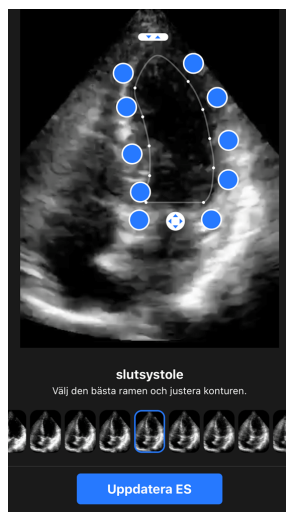 slutsystole
Välj den bästa ramen och justera konturen.
Uppdatera ES